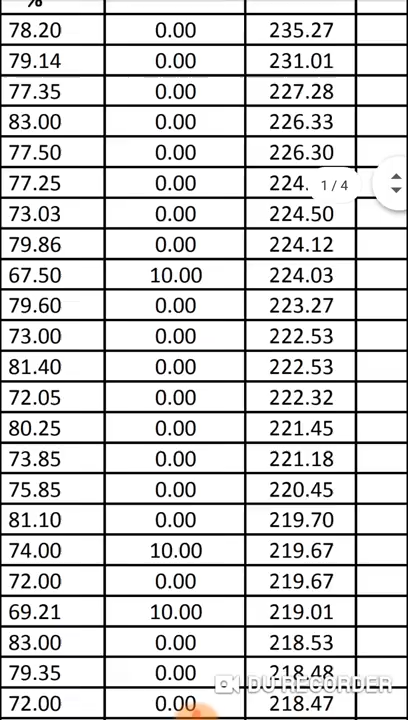 %
78.20 0.00 235.27
79.14 0.00 231.01
77.35 0.00 227.28
83.00 0.00 226.33
77.50 0.00 226.30
77.25 0.00 224. 1 / 4
73.03 0.00 224.50
79.86 0.00 224.12
67.50 10.00 224.03
79.60 0.00 223.27
73.00 0.00 222.53
81.40 0.00 222.53
72.05 0.00 222.32
80.25 0.00 221.45
73.85 0.00 221.18
75.85 0.00 220.45
81.10 0.00 219.70
74.00 10.00 219.67
72.00 0.00 219.67
69.21 10.00 219.01
83.00 0.00 218.53
79.35 0.00 218.48
DU RECORDER
72.00 0.00 218.47